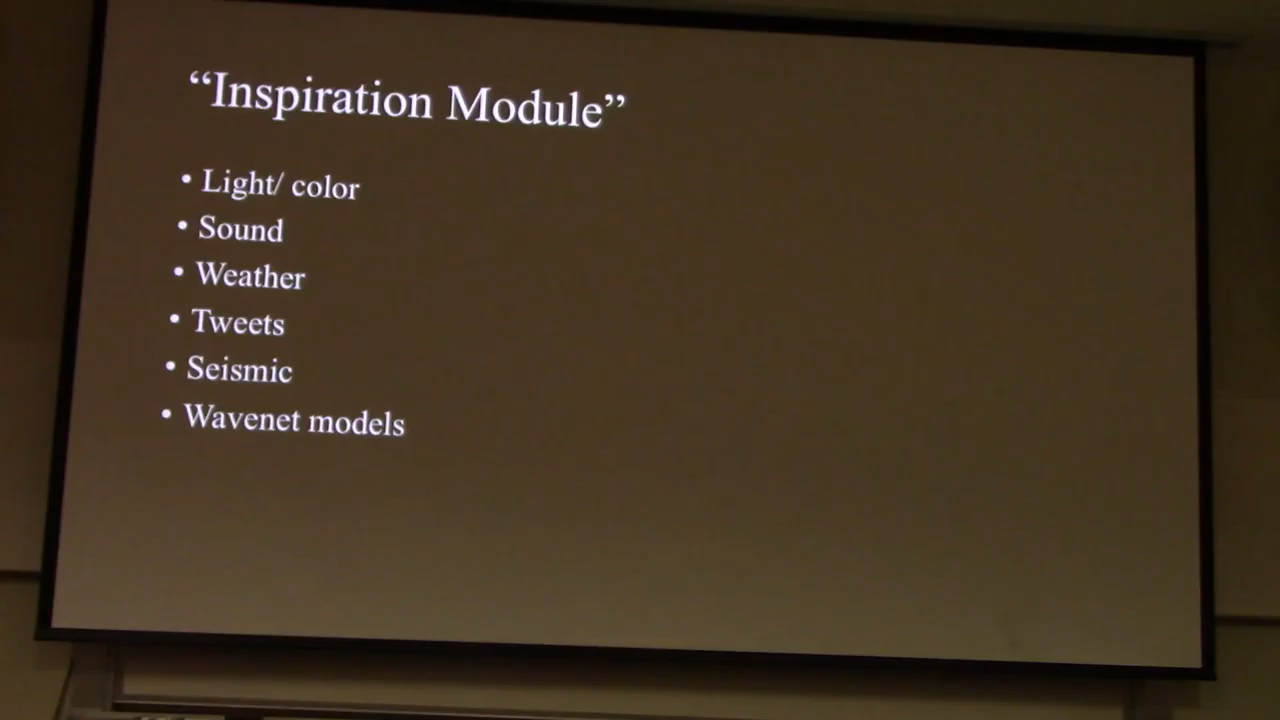 “Inspiration Module”
• Light/ color
• Sound
• Weather
• Tweets
• Seismic
• Wavenet models